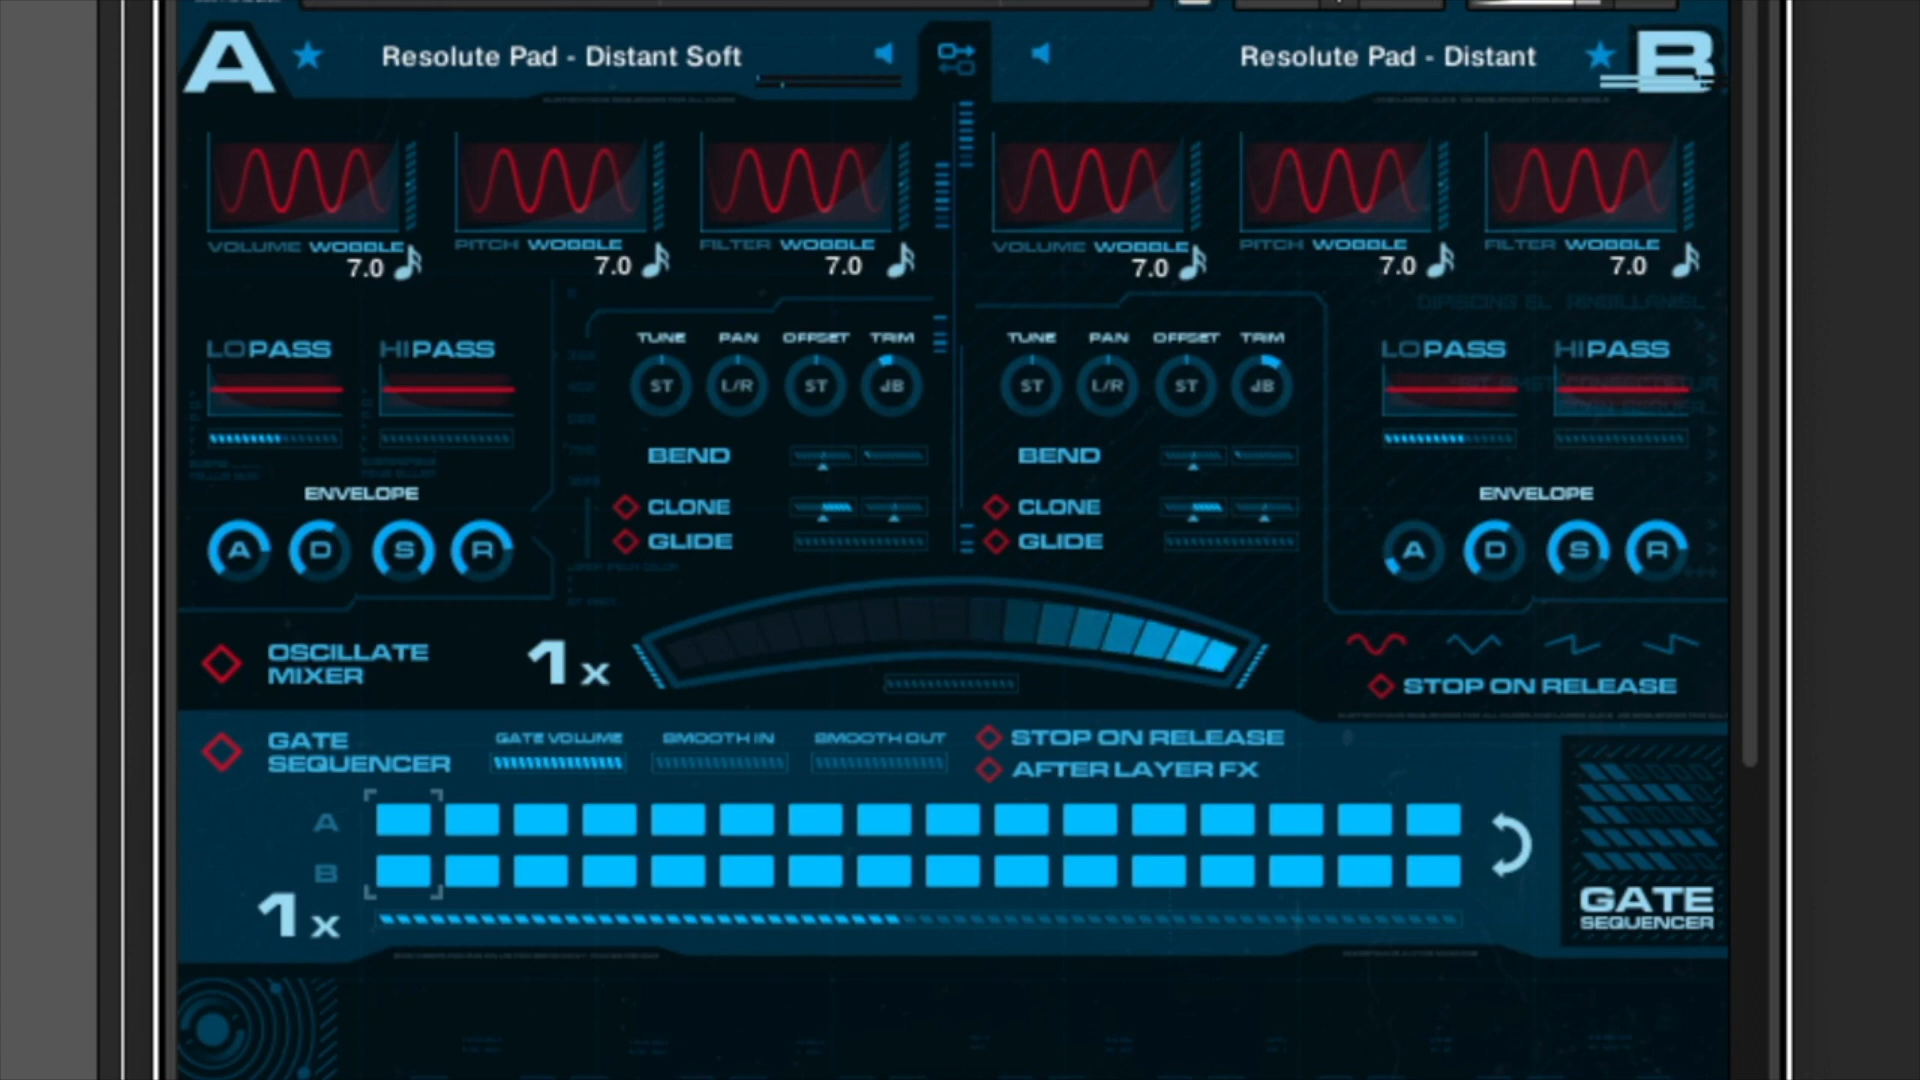 A
Resolute Pad - Distant Soft
Resolute Pad - Distant
B
VOLUME WOBBLE
PITCH WOBBLE
FILTER WOBBLE
VOLUME WOBBLE
PITCH WOBBLE
FILTER WOBBLE
7.0
7.0
7.0
7.0
7.0
7.0
LOPASS
HIPASS
TUNE
PAN
OFFSET
TRIM
TUNE
PAN
OFFSET
TRIM
LOPASS
HIPASS
ST
L/R
ST
dB
ST
L/R
ST
dB
BEND
BEND
ENVELOPE
ENVELOPE
CLONE
CLONE
GLIDE
GLIDE
A
D
S
R
A
D
S
R
OSCILLATE
MIXER
1x
STOP ON RELEASE
GATE
SEQUENCER
GATE VOLUME
SMOOTH IN
SMOOTH OUT
STOP ON RELEASE
AFTER LAYER FX
A
B
1x
GATE
SEQUENCER